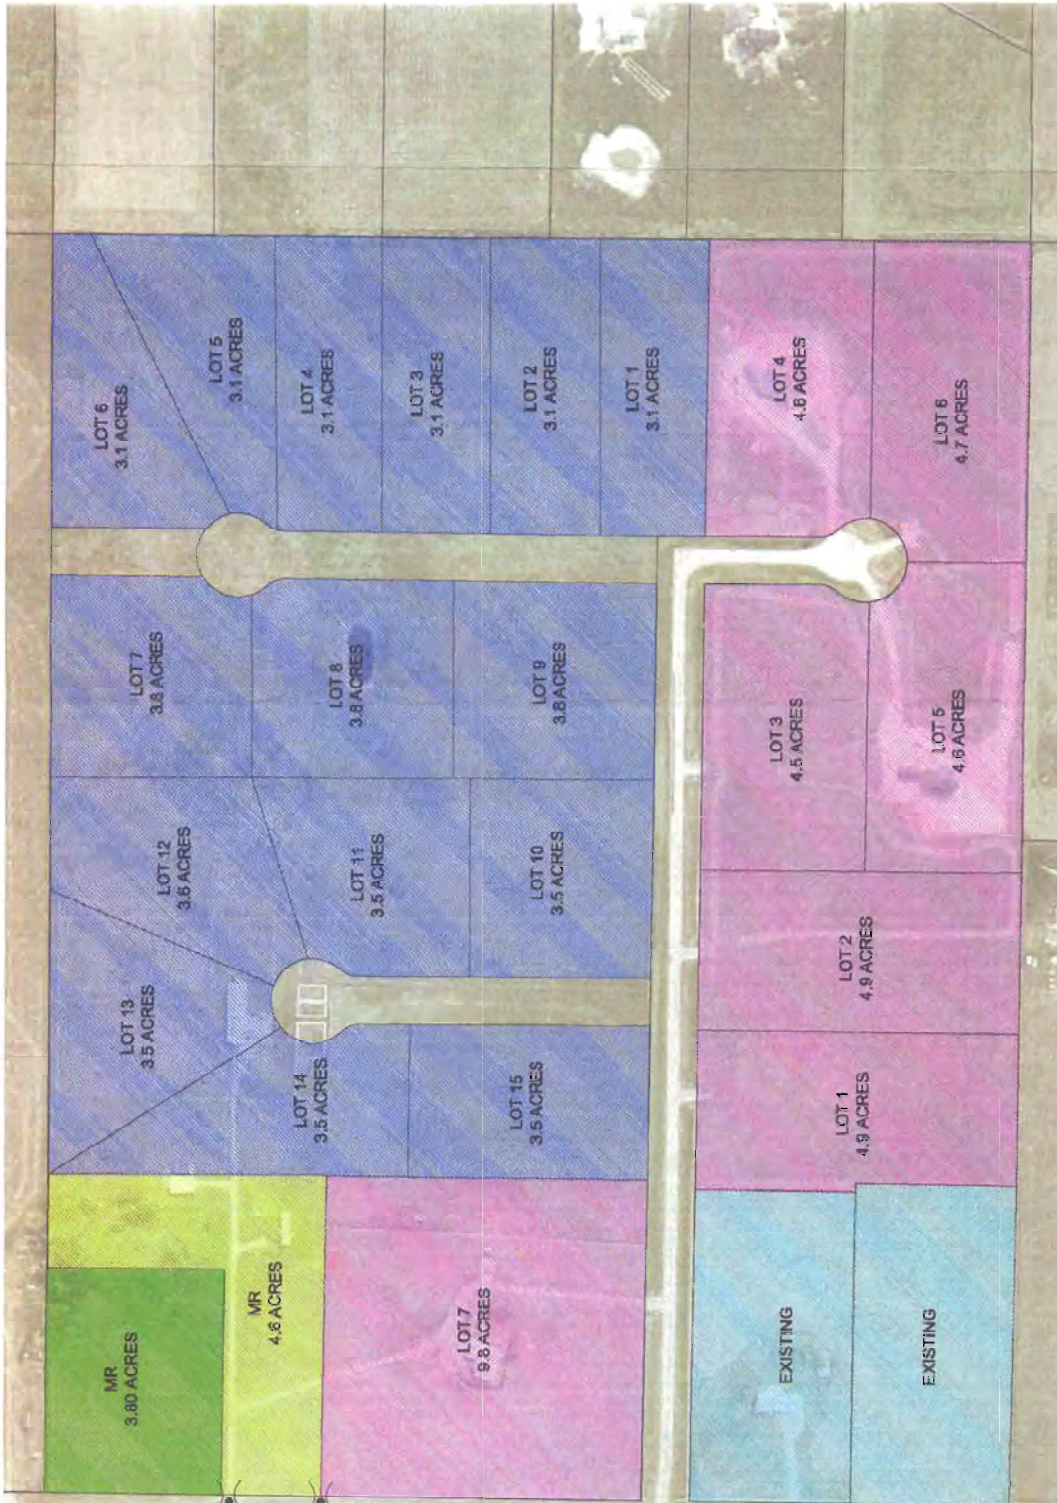 LOT 6
3.1 ACRES
LOT 5
3.1 ACRES
LOT 4
3.1 ACRES
LOT 3
3.1 ACRES
LOT 2
3.1 ACRES
LOT 1
3.1 ACRES
LOT 4
4.6 ACRES
LOT 6
4.7 ACRES
LOT 7
3.8 ACRES
LOT 8
3.8 ACRES
LOT 9
3.8 ACRES
LOT 3
4.5 ACRES
LOT 5
4.6 ACRES
LOT 12
3.6 ACRES
LOT 11
3.5 ACRES
LOT 10
3.5 ACRES
LOT 2
4.9 ACRES
LOT 13
3.5 ACRES
LOT 14
3.5 ACRES
LOT 15
3.5 ACRES
LOT 1
4.9 ACRES
MR
3.80 ACRES
MR
4.6 ACRES
LOT 7
9.8 ACRES
EXISTING
EXISTING